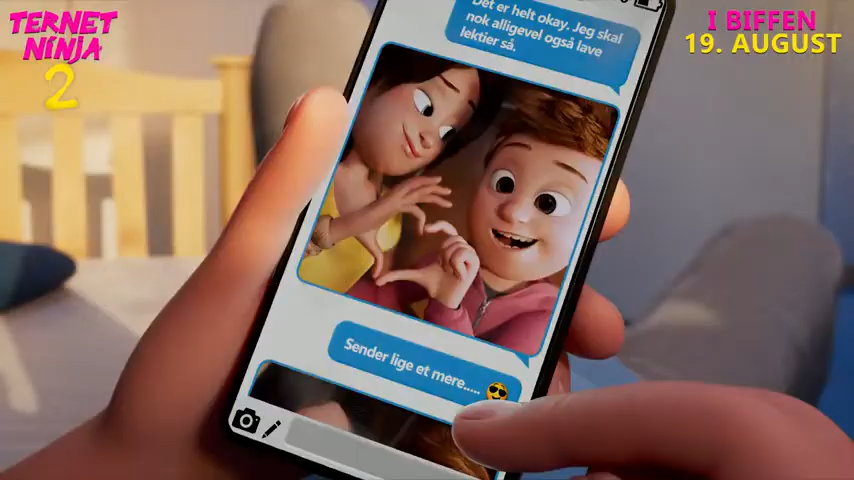 TERNET
NINJA
2
I BIFFEN
19. AUGUST
Det er helt okay. Jeg skal
nok alligevel også lave
lektier så.
Sender lige et mere.....